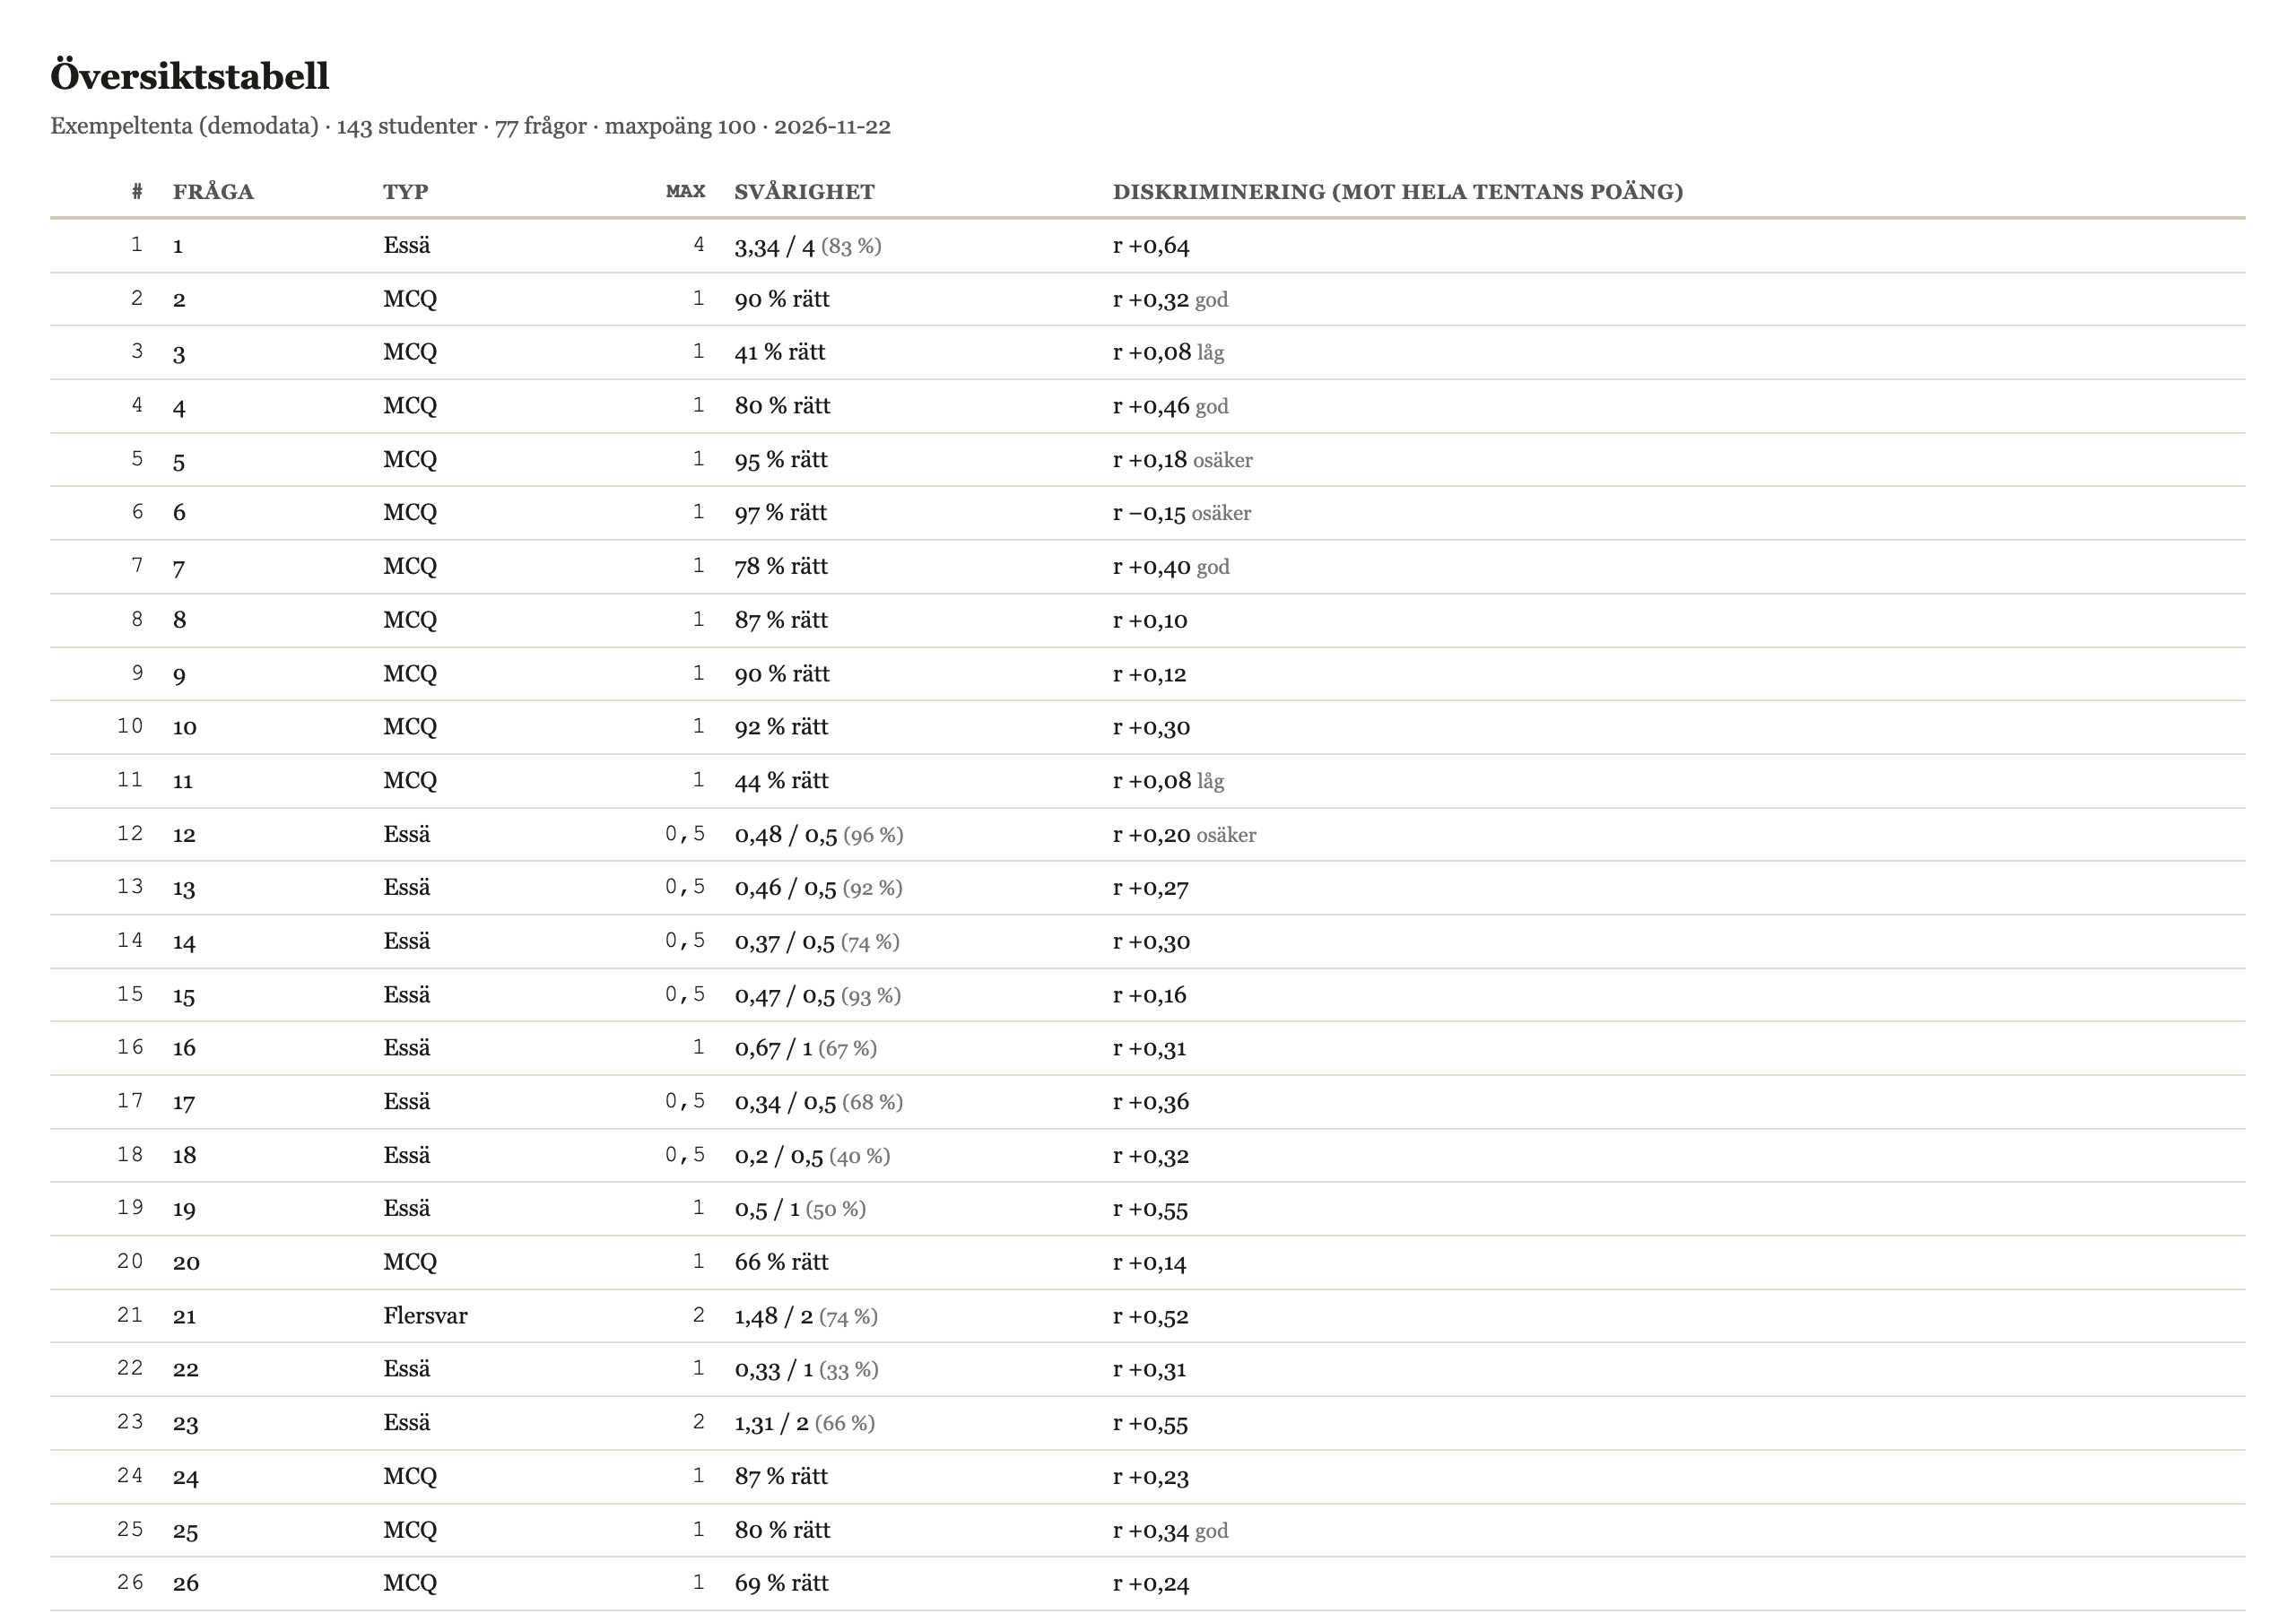 Översiktstabell
Exempeltenta (demodata) · 143 studenter · 77 frågor · maxpoäng 100 · 2026-11-22
# FRÅGA TYP MAX SVÅRIGHET DISKRIMINERING (MOT HELA TENTANS POÄNG)
1 1 Essä 4 3,34 / 4 (83 %) r +0,64
2 2 MCQ 1 90 % rätt r +0,32 god
3 3 MCQ 1 41 % rätt r +0,08 låg
4 4 MCQ 1 80 % rätt r +0,46 god
5 5 MCQ 1 95 % rätt r +0,18 osäker
6 6 MCQ 1 97 % rätt r −0,15 osäker
7 7 MCQ 1 78 % rätt r +0,40 god
8 8 MCQ 1 87 % rätt r +0,10
9 9 MCQ 1 90 % rätt r +0,12
10 10 MCQ 1 92 % rätt r +0,30
11 11 MCQ 1 44 % rätt r +0,08 låg
12 12 Essä 0,5 0,48 / 0,5 (96 %) r +0,20 osäker
13 13 Essä 0,5 0,46 / 0,5 (92 %) r +0,27
14 14 Essä 0,5 0,37 / 0,5 (74 %) r +0,30
15 15 Essä 0,5 0,47 / 0,5 (93 %) r +0,16
16 16 Essä 1 0,67 / 1 (67 %) r +0,31
17 17 Essä 0,5 0,34 / 0,5 (68 %) r +0,36
18 18 Essä 0,5 0,2 / 0,5 (40 %) r +0,32
19 19 Essä 1 0,5 / 1 (50 %) r +0,55
20 20 MCQ 1 66 % rätt r +0,14
21 21 Flersvar 2 1,48 / 2 (74 %) r +0,52
22 22 Essä 1 0,33 / 1 (33 %) r +0,31
23 23 Essä 2 1,31 / 2 (66 %) r +0,55
24 24 MCQ 1 87 % rätt r +0,23
25 25 MCQ 1 80 % rätt r +0,34 god
26 26 MCQ 1 69 % rätt r +0,24